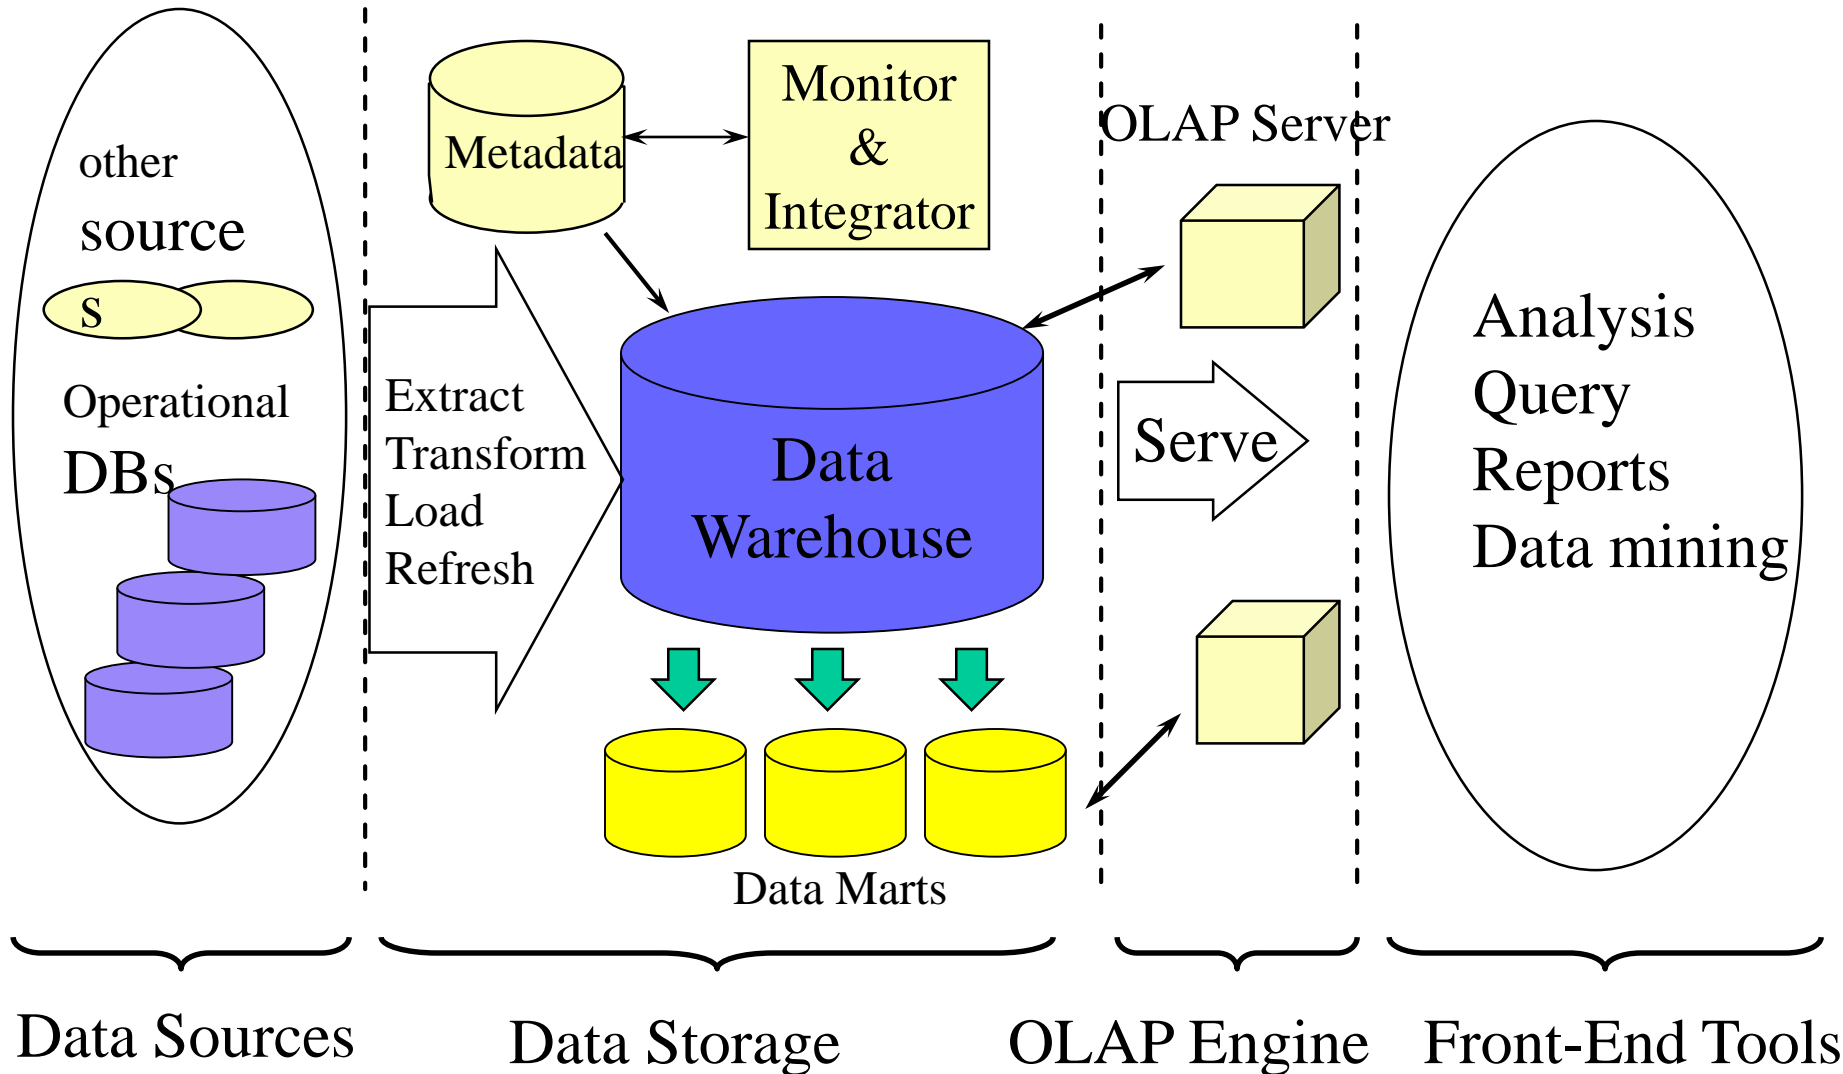 other
source
s
Operational
DBs
Metadata
Monitor
&
Integrator
OLAP Server
Extract
Transform
Load
Refresh
Data
Warehouse
Serve
Analysis
Query
Reports
Data mining
Data Marts
Data Sources
Data Storage
OLAP Engine
Front-End Tools